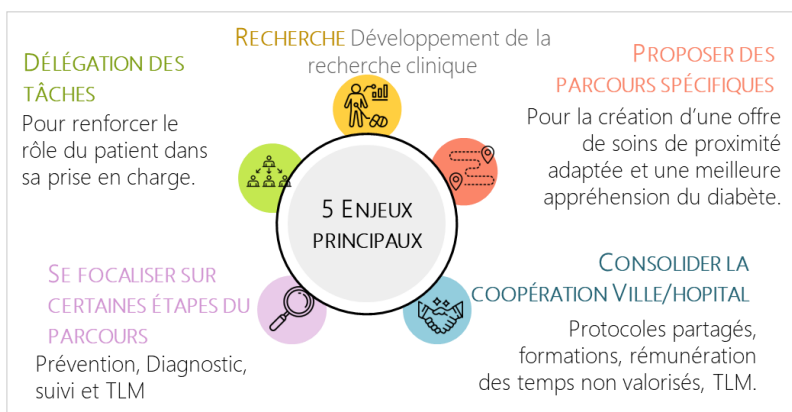 RECHERCHE Développement de la
recherche clinique
DÉLÉGATION DES
TÂCHES
Pour renforcer le
rôle du patient dans
sa prise en charge.
PROPOSER DES
PARCOURS SPÉCIFIQUES
Pour la création d’une offre
de soins de proximité
adaptée et une meilleure
appréhension du diabète.
5 ENJEUX
PRINCIPAUX
SE FOCALISER SUR
CERTAINES ÉTAPES DU
PARCOURS
Prévention, Diagnostic,
suivi et TLM
CONSOLIDER LA
COOPÉRATION VILLE/HOPITAL
Protocoles partagés,
formations, rémunération
des temps non valorisés, TLM.